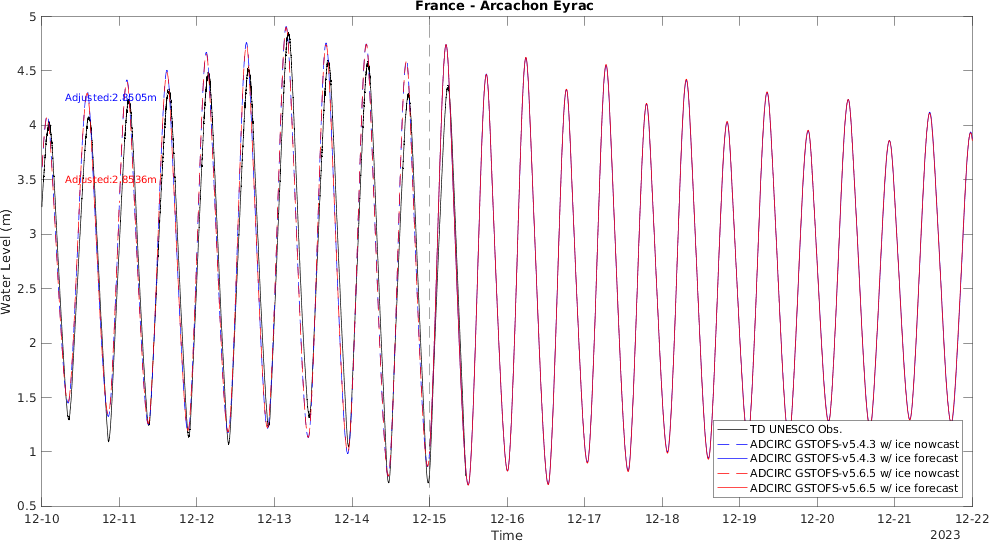 France - Arcachon Eyrac
Water Level (m)
5
4.5
4
3.5
3
2.5
2
1.5
1
0.5
Adjusted:2.8505m
Adjusted:2.8536m
TD UNESCO Obs.
ADCIRC GSTOFS-v5.4.3 w/ ice nowcast
ADCIRC GSTOFS-v5.4.3 w/ ice forecast
ADCIRC GSTOFS-v5.6.5 w/ ice nowcast
ADCIRC GSTOFS-v5.6.5 w/ ice forecast
12-10 12-11 12-12 12-13 12-14 12-15 12-16 12-17 12-18 12-19 12-20 12-21 12-22
Time
2023